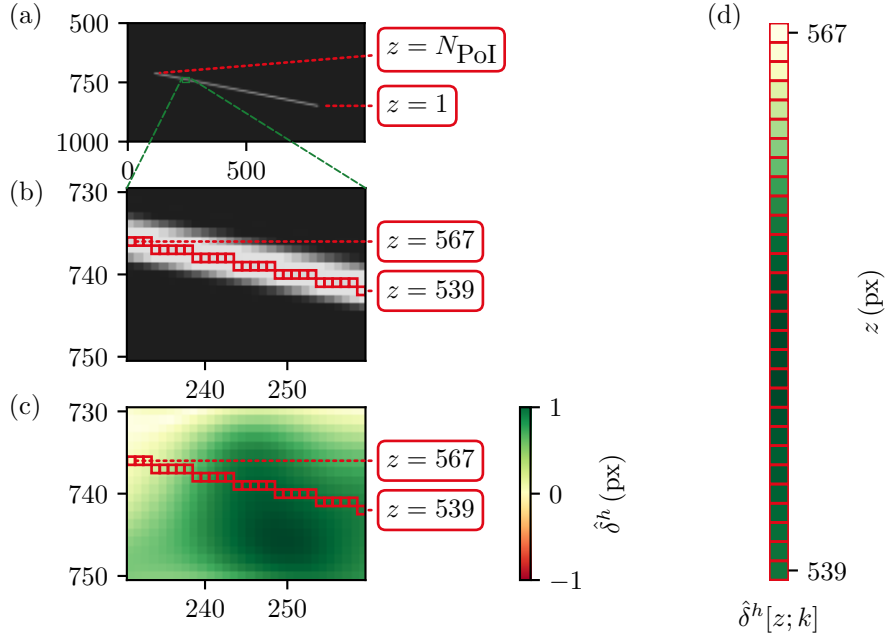 (a)
500
750
1000
0
500
z = N_PoI
z = 1
(b)
730
740
750
240
250
z = 567
z = 539
(c)
730
740
750
240
250
z = 567
z = 539
1
0
−1
δ̂^h (px)
(d)
567
539
z (px)
δ̂^h[z; k]